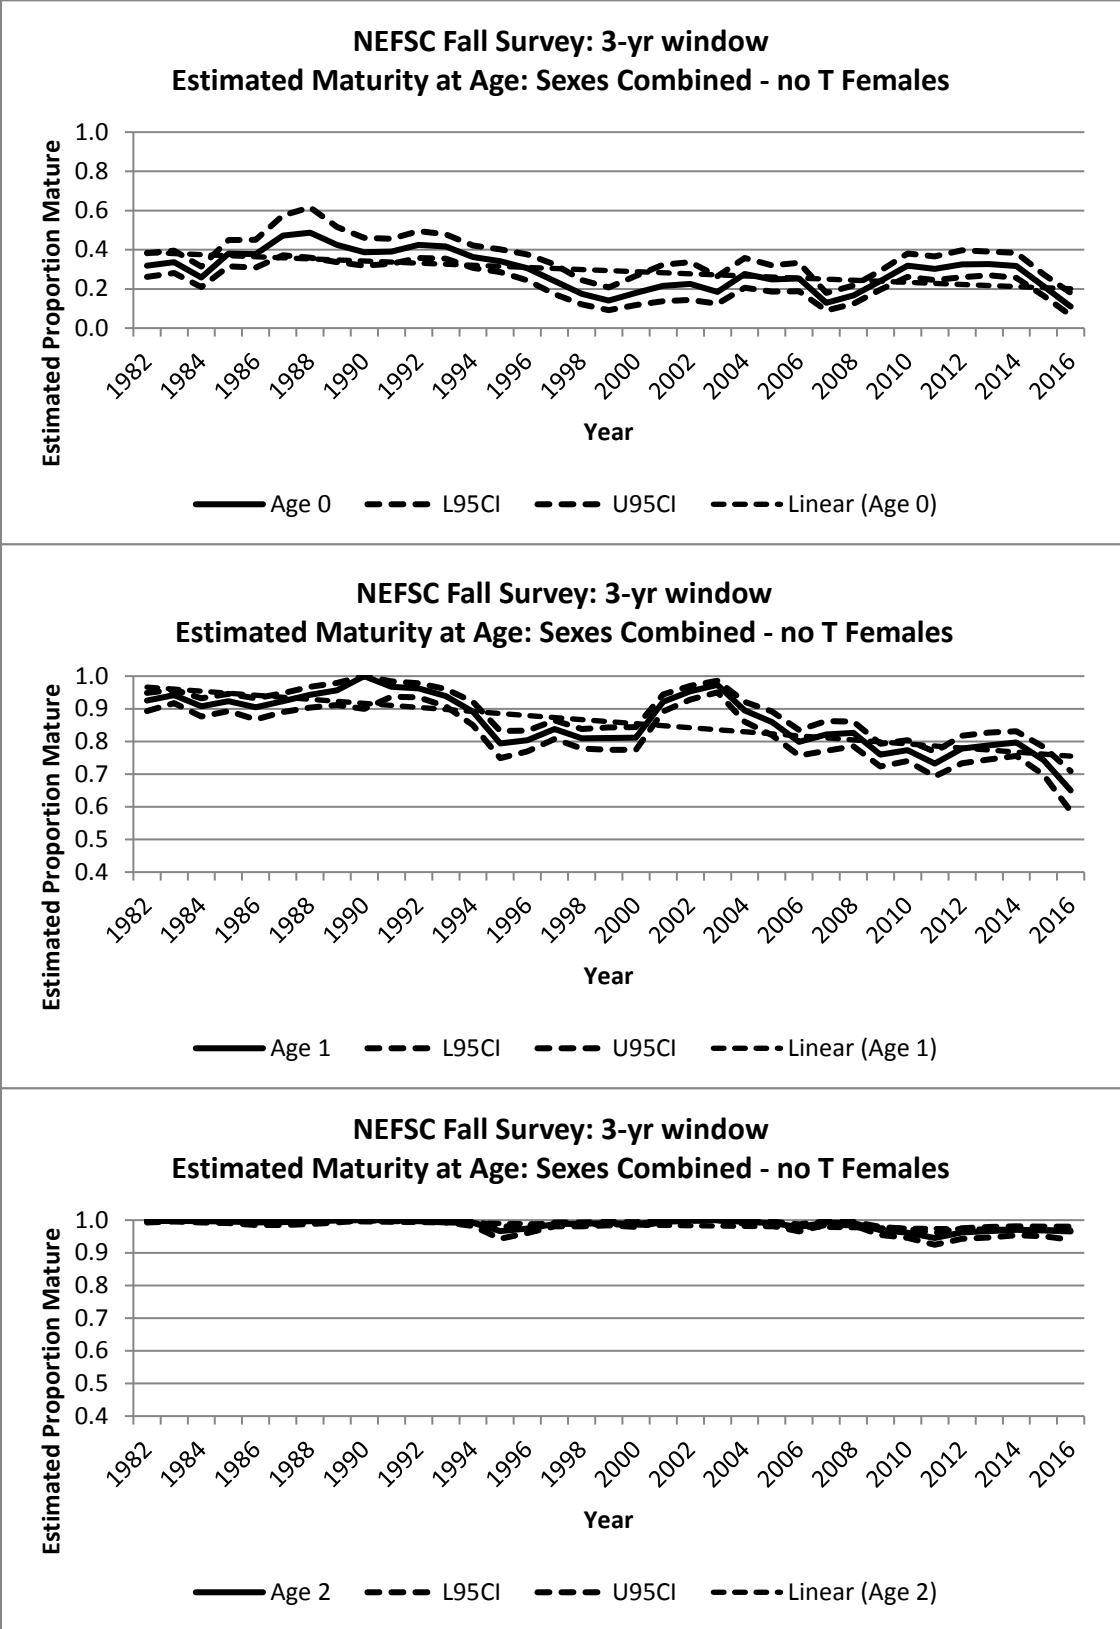 NEFSC Fall Survey: 3-yr window
Estimated Maturity at Age: Sexes Combined - no T Females
Estimated Proportion Mature
1.0
0.8
0.6
0.4
0.2
0.0
1982 1984 1986 1988 1990 1992 1994 1996 1998 2000 2002 2004 2006 2008 2010 2012 2014 2016
Year
Age 0 L95CI U95CI Linear (Age 0)
NEFSC Fall Survey: 3-yr window
Estimated Maturity at Age: Sexes Combined - no T Females
Estimated Proportion Mature
1.0
0.9
0.8
0.7
0.6
0.5
0.4
1982 1984 1986 1988 1990 1992 1994 1996 1998 2000 2002 2004 2006 2008 2010 2012 2014 2016
Year
Age 1 L95CI U95CI Linear (Age 1)
NEFSC Fall Survey: 3-yr window
Estimated Maturity at Age: Sexes Combined - no T Females
Estimated Proportion Mature
1.0
0.9
0.8
0.7
0.6
0.5
0.4
1982 1984 1986 1988 1990 1992 1994 1996 1998 2000 2002 2004 2006 2008 2010 2012 2014 2016
Year
Age 2 L95CI U95CI Linear (Age 2)